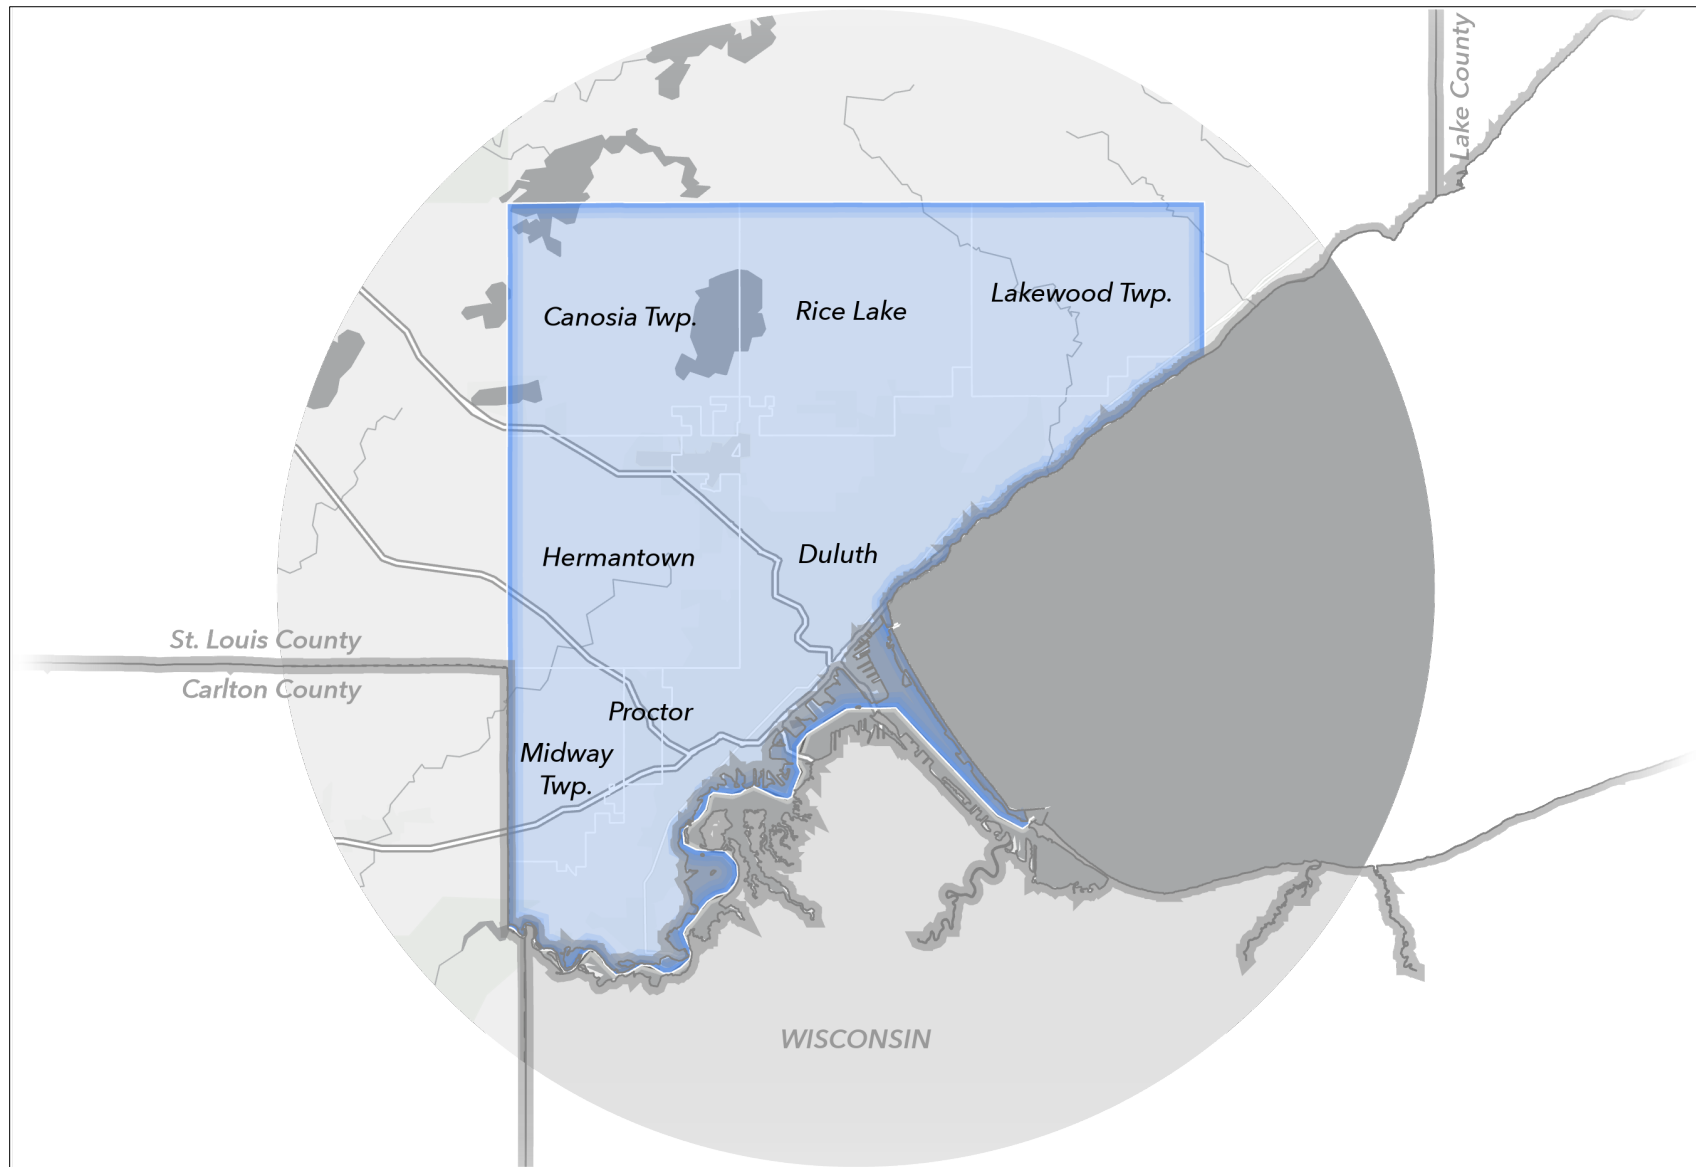 Lake County
Canosia Twp.
Rice Lake
Lakewood Twp.
Hermantown
Duluth
St. Louis County
Carlton County
Proctor
Midway
Twp.
WISCONSIN